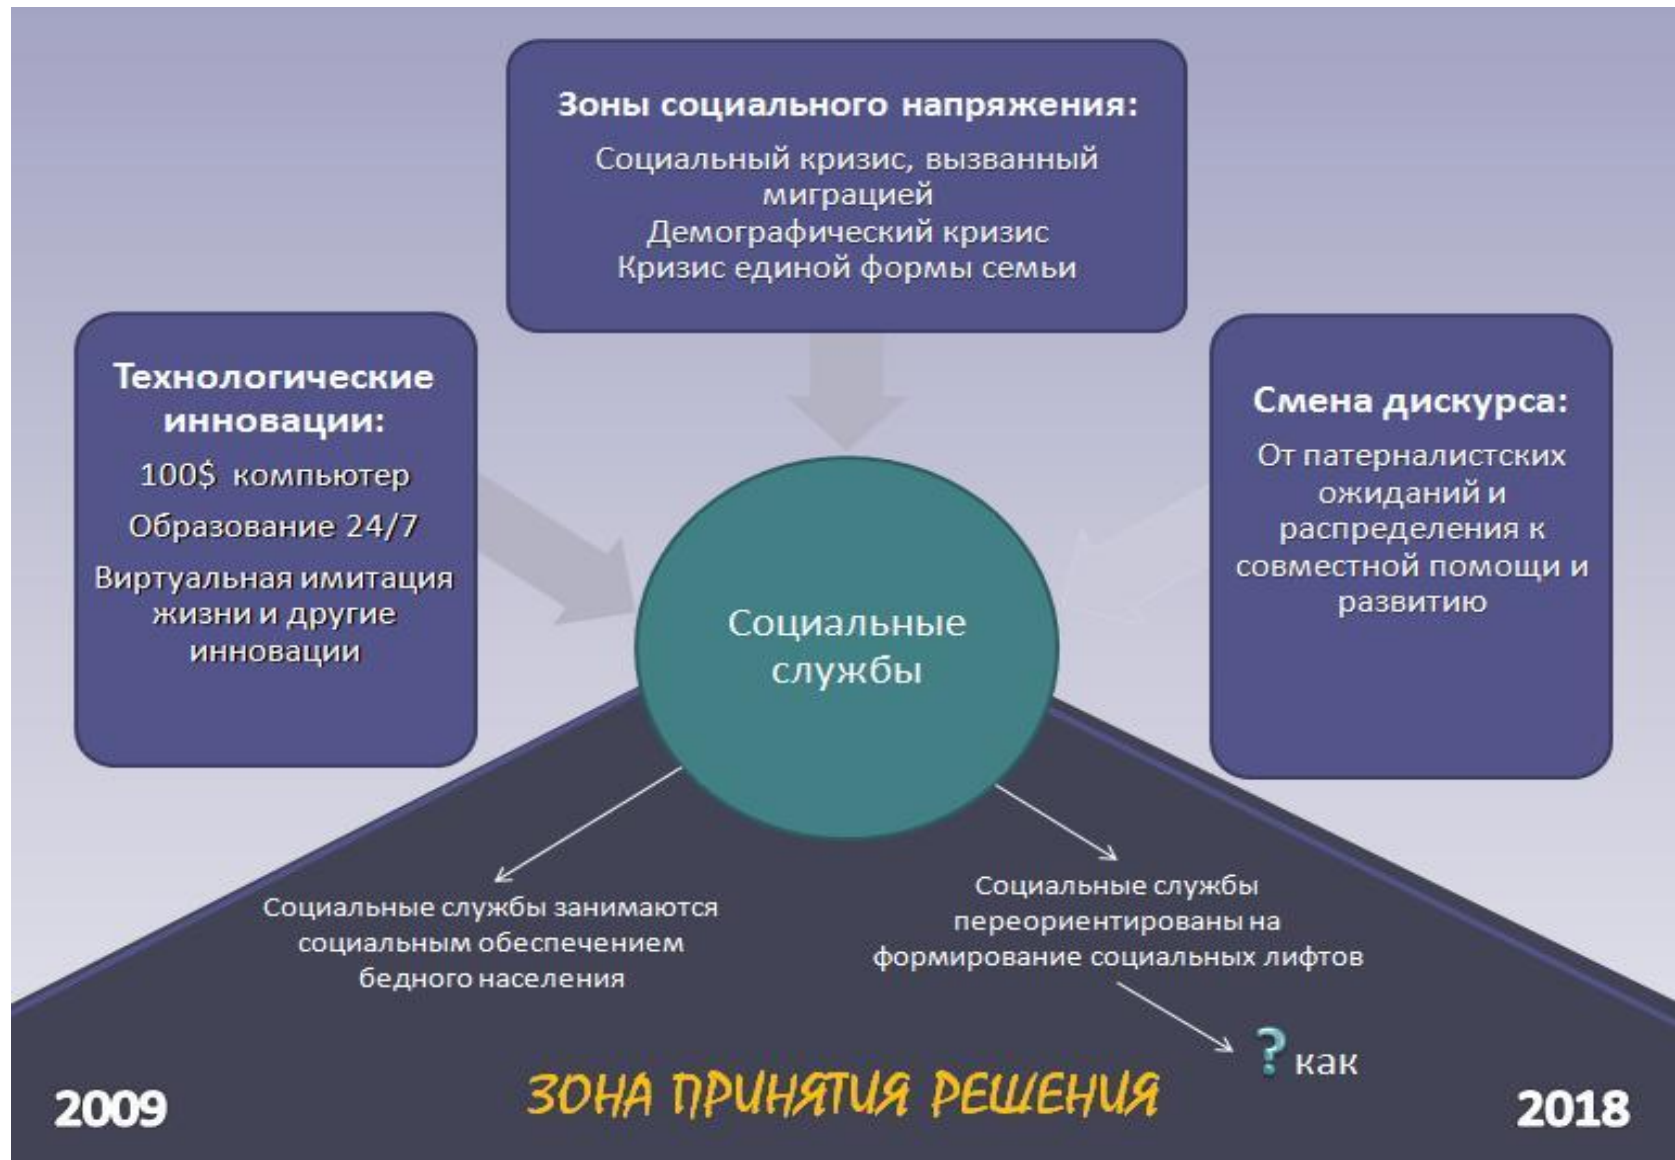 Зоны социального напряжения:
Социальный кризис, вызванный
миграцией
Демографический кризис
Кризис единой формы семьи
Технологические
инновации:
100$ компьютер
Образование 24/7
Виртуальная имитация
жизни и другие
инновации
Смена дискурса:
От патерналистских
ожиданий и
распределения к
совместной помощи и
развитию
Социальные
службы
Социальные службы занимаются
социальным обеспечением
бедного населения
Социальные службы
переориентированы на
формирование социальных лифтов
? как
2009
ЗОНА ПРИНЯТИЯ РЕШЕНИЯ
2018